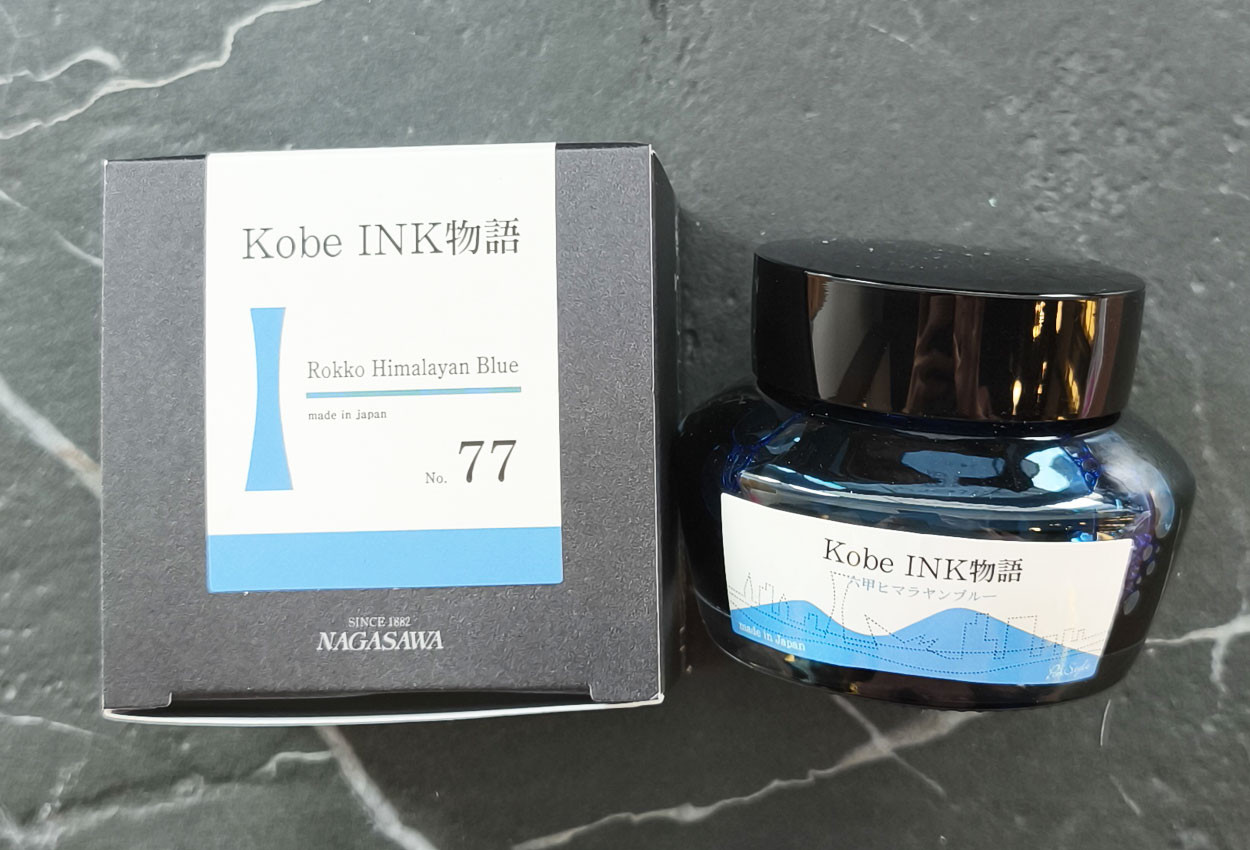 Kobe INK物語
Rokko Himalayan Blue
made in japan
No. 77
SINCE 1882
NAGASAWA
Kobe INK物語
六甲ヒマラヤンブルー
made in Japan
Style